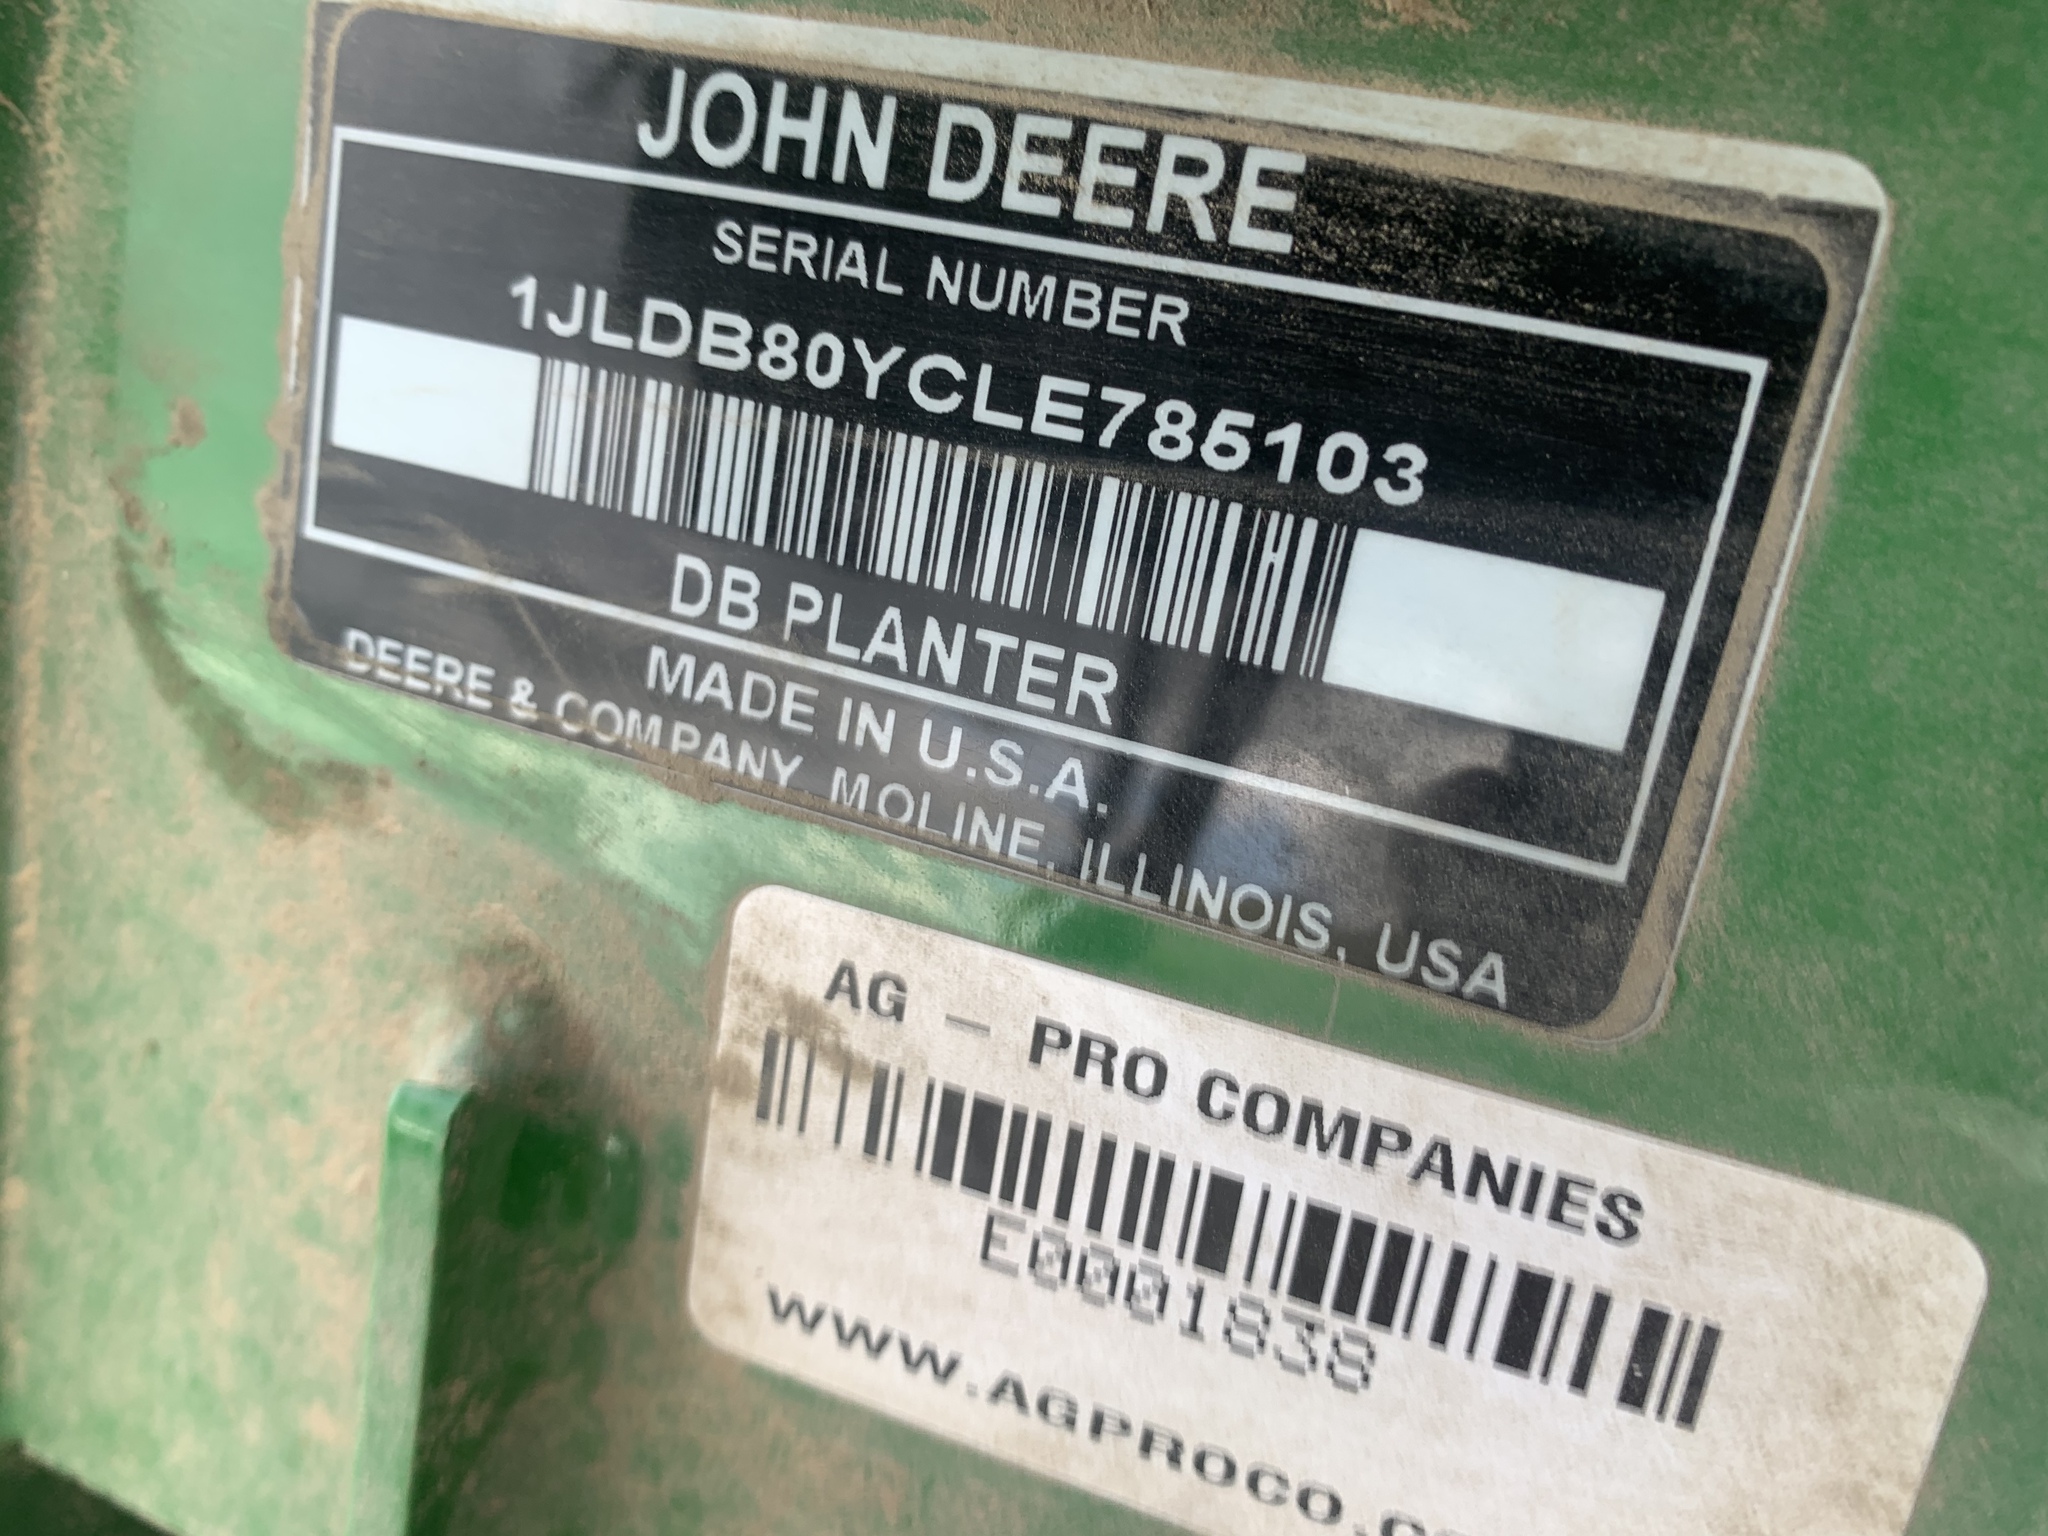 JOHN DEERE
SERIAL NUMBER
1JLDB80YCLE785103
DB PLANTER
MADE IN U.S.A.
DEERE & COMPANY, MOLINE, ILLINOIS, USA
AG - PRO COMPANIES
E0001838
WWW.AGPROCO.C